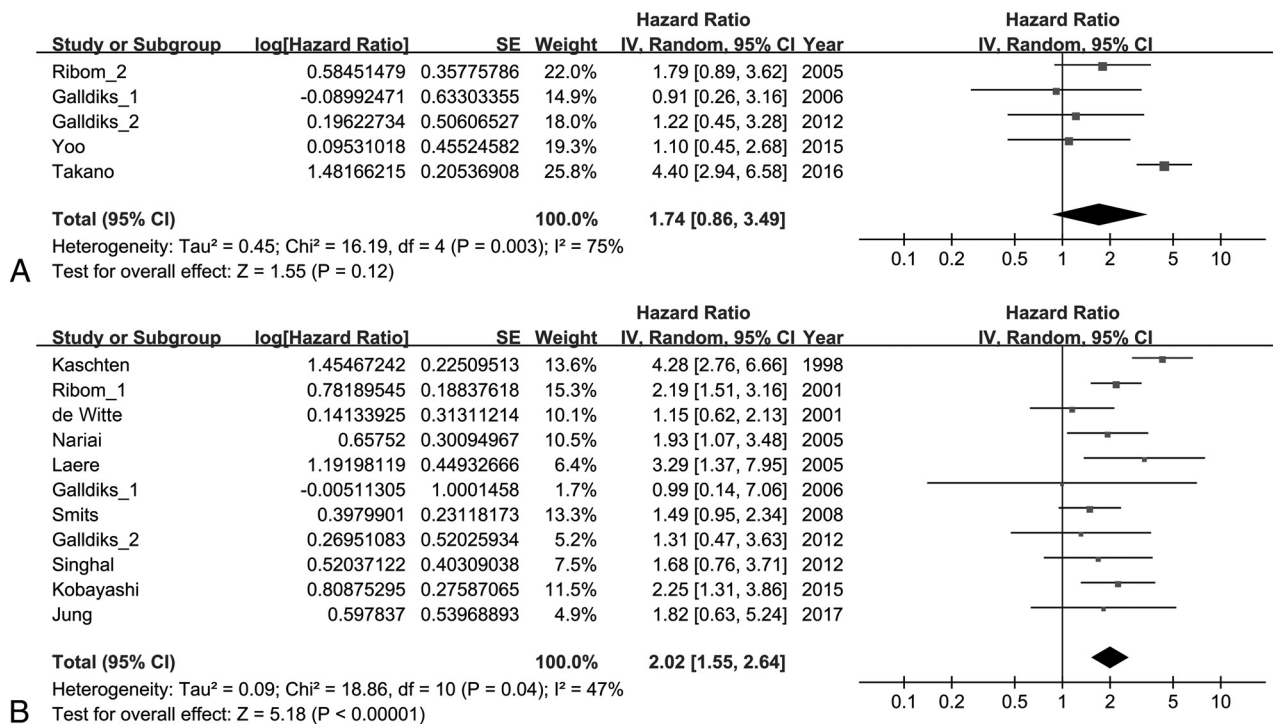 Hazard Ratio Hazard Ratio
Study or Subgroup log[Hazard Ratio] SE Weight IV, Random, 95% CI Year IV, Random, 95% CI
Ribom_2 0.58451479 0.35775786 22.0% 1.79 [0.89, 3.62] 2005
Galldiks_1 -0.08992471 0.63303355 14.9% 0.91 [0.26, 3.16] 2006
Galldiks_2 0.19622734 0.50606527 18.0% 1.22 [0.45, 3.28] 2012
Yoo 0.09531018 0.45524582 19.3% 1.10 [0.45, 2.68] 2015
Takano 1.48166215 0.20536908 25.8% 4.40 [2.94, 6.58] 2016
Total (95% CI) 100.0% 1.74 [0.86, 3.49]
Heterogeneity: Tau² = 0.45; Chi² = 16.19, df = 4 (P = 0.003); I² = 75%
Test for overall effect: Z = 1.55 (P = 0.12)
0.1 0.2 0.5 1 2 5 10
A
Hazard Ratio Hazard Ratio
Study or Subgroup log[Hazard Ratio] SE Weight IV, Random, 95% CI Year IV, Random, 95% CI
Kaschten 1.45467242 0.22509513 13.6% 4.28 [2.76, 6.66] 1998
Ribom_1 0.78189545 0.18837618 15.3% 2.19 [1.51, 3.16] 2001
de Witte 0.14133925 0.31311214 10.1% 1.15 [0.62, 2.13] 2001
Nariai 0.65752 0.30094967 10.5% 1.93 [1.07, 3.48] 2005
Laere 1.19198119 0.44932666 6.4% 3.29 [1.37, 7.95] 2005
Galldiks_1 -0.00511305 1.0001458 1.7% 0.99 [0.14, 7.06] 2006
Smits 0.3979901 0.23118173 13.3% 1.49 [0.95, 2.34] 2008
Galldiks_2 0.26951083 0.52025934 5.2% 1.31 [0.47, 3.63] 2012
Singhal 0.52037122 0.40309038 7.5% 1.68 [0.76, 3.71] 2012
Kobayashi 0.80875295 0.27587065 11.5% 2.25 [1.31, 3.86] 2015
Jung 0.597837 0.53968893 4.9% 1.82 [0.63, 5.24] 2017
Total (95% CI) 100.0% 2.02 [1.55, 2.64]
Heterogeneity: Tau² = 0.09; Chi² = 18.86, df = 10 (P = 0.04); I² = 47%
Test for overall effect: Z = 5.18 (P < 0.00001)
0.1 0.2 0.5 1 2 5 10
B